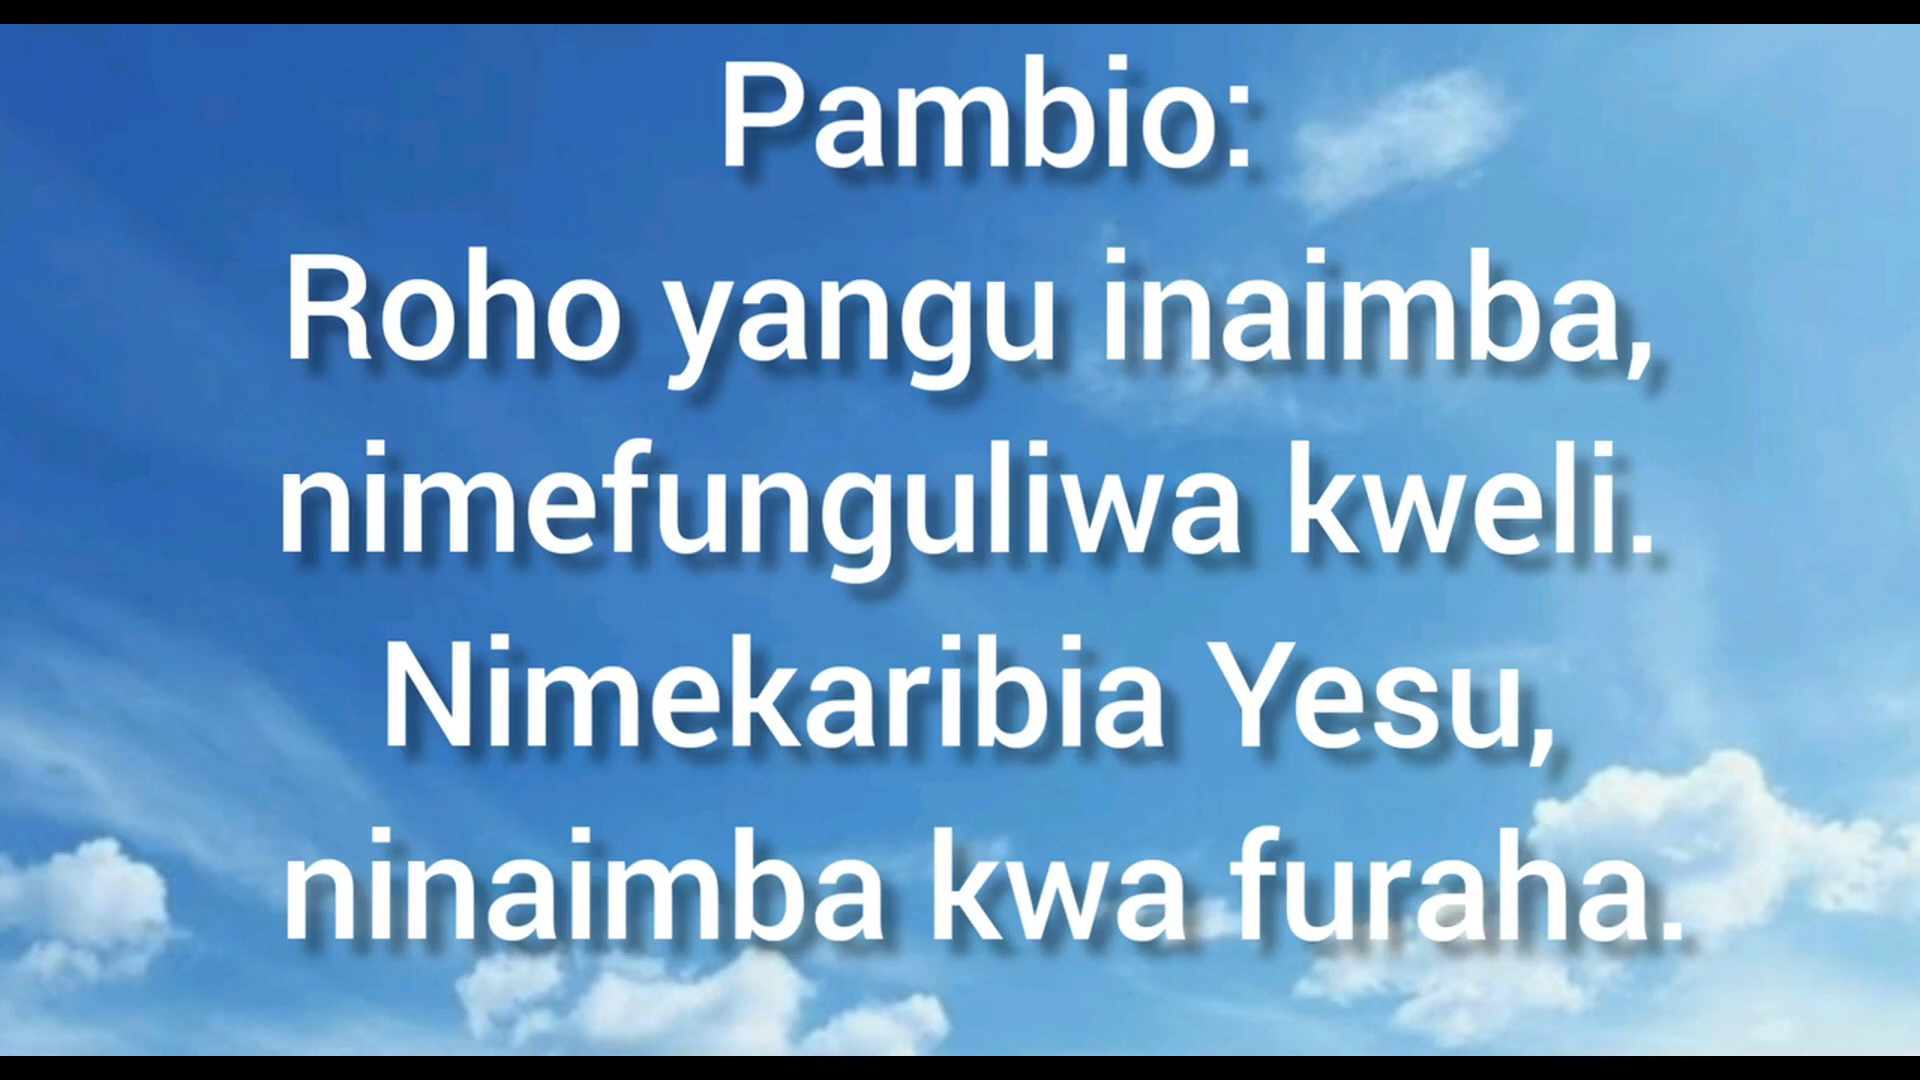 Pambio:
Roho yangu inaimba,
nimefunguliwa kweli.
Nimekaribia Yesu,
ninaimba kwa furaha.